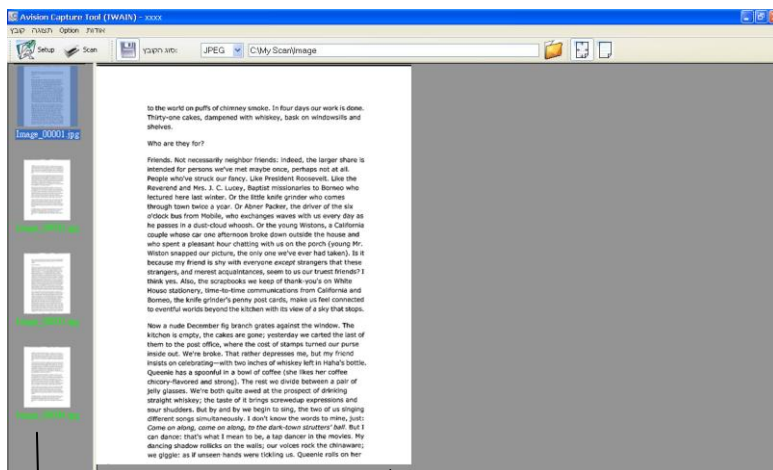 Avision Capture Tool (TWAIN) - xxxx
קובץ תצוגה Option אודות
Setup Scan סוג הקובץ: JPEG C:\My Scan\Image
Image_00001.jpg
to the world on puffs of chimney smoke. In four days our work is done.
Thirty-one cakes, dampened with whiskey, bask on windowsills and
shelves.
Who are they for?
Friends. Not necessarily neighbor friends: indeed, the larger share is
intended for persons we've met maybe once, perhaps not at all.
People who've struck our fancy. Like President Roosevelt. Like the
Reverend and Mrs. J. C. Lucey, Baptist missionaries to Borneo who
lectured here last winter. Or the little knife grinder who comes
through town twice a year. Or Abner Packer, the driver of the six
o'clock bus from Mobile, who exchanges waves with us every day as
he passes in a dust-cloud whoosh. Or the young Wistons, a California
couple whose car one afternoon broke down outside the house and
who spent a pleasant hour chatting with us on the porch (young Mr.
Wiston snapped our picture, the only one we've ever had taken). Is it
because my friend is shy with everyone except strangers that these
strangers, and merest acquaintances, seem to us our truest friends? I
think yes. Also, the scrapbooks we keep of thank-you's on White
House stationery, time-to-time communications from California and
Borneo, the knife grinder's penny post cards, make us feel connected
to eventful worlds beyond the kitchen with its view of a sky that stops.
Now a nude December fig branch grates against the window. The
kitchen is empty, the cakes are gone; yesterday we carted the last of
them to the post office, where the cost of stamps turned our purse
inside out. We're broke. That rather depresses me, but my friend
insists on celebrating—with two inches of whiskey left in Haha's bottle.
Queenie has a spoonful in a bowl of coffee (she likes her coffee
chicory-flavored and strong). The rest we divide between a pair of
jelly glasses. We're both quite awed at the prospect of drinking
straight whiskey; the taste of it brings screwedup expressions and
sour shudders. But by and by we begin to sing, the two of us singing
different songs simultaneously. I don't know the words to mine, just:
Come on along, come on along, to the dark-town strutters' ball. But I
can dance: that's what I mean to be, a tap dancer in the movies. My
dancing shadow rollicks on the walls; our voices rock the chinaware;
we giggle: as if unseen hands were tickling us. Queenie rolls on her